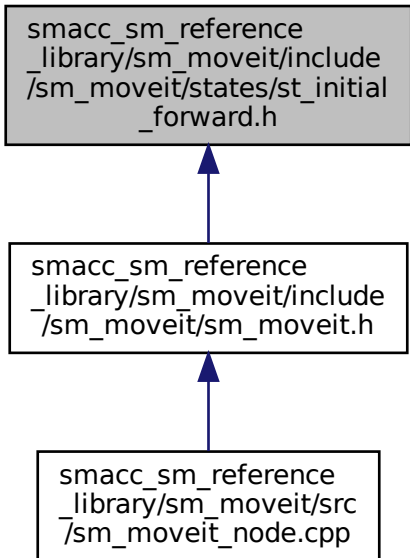 smacc_sm_reference
_library/sm_moveit/include
/sm_moveit/states/st_initial
_forward.h
smacc_sm_reference
_library/sm_moveit/include
/sm_moveit/sm_moveit.h
smacc_sm_reference
_library/sm_moveit/src
/sm_moveit_node.cpp